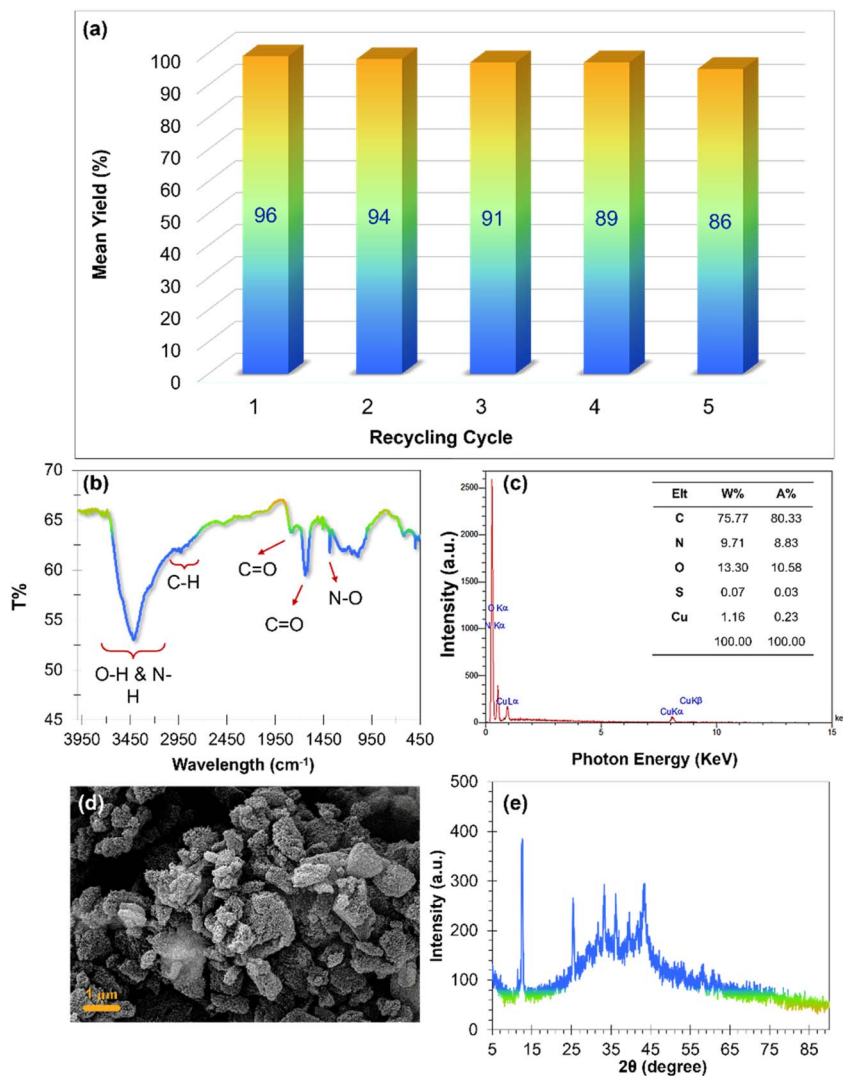 (a)
Mean Yield (%)
100
90
80
70
60
50
40
30
20
10
0
96
94
91
89
86
1 2 3 4 5
Recycling Cycle
(b)
T%
70
65
60
55
50
45
C-H
C=O
C=O
N-O
O-H & N-
H
3950 3450 2950 2450 1950 1450 950 450
Wavelength (cm⁻¹)
(c)
Intensity (a.u.)
2500
2000
1500
1000
500
0
O Kα
N Kα
CuLα
CuKα
CuKβ
Elt W% A%
C 75.77 80.33
N 9.71 8.83
O 13.30 10.58
S 0.07 0.03
Cu 1.16 0.23
100.00 100.00
0 5 10 15
ke
Photon Energy (KeV)
(d)
1 µm
(e)
Intensity (a.u.)
500
400
300
200
100
0
5 15 25 35 45 55 65 75 85
2θ (degree)